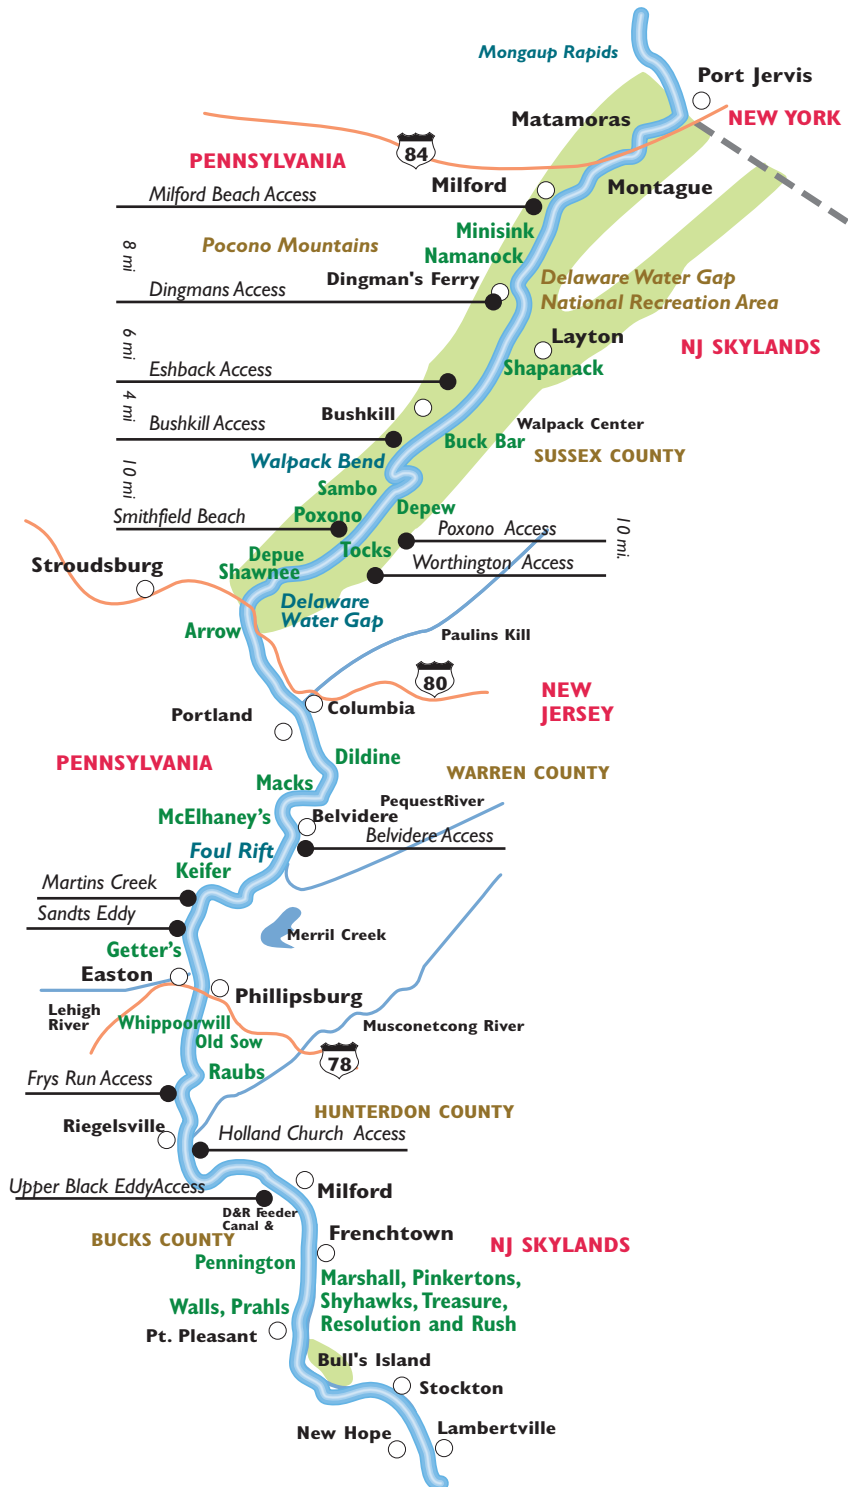 Mongaup Rapids
Port Jervis
Matamoras
NEW YORK
84
PENNSYLVANIA
Milford
Montague
Milford Beach Access
Minisink
Namanock
8 mi
Pocono Mountains
Dingman's Ferry
Delaware Water Gap
National Recreation Area
Dingmans Access
6 mi
Layton
NJ SKYLANDS
Shapanack
Eshback Access
4 mi
Bushkill
Bushkill Access
Walpack Center
Buck Bar
SUSSEX COUNTY
Walpack Bend
10 mi
Sambo
Depew
Smithfield Beach
Poxono
Poxono Access
10 mi.
Tocks
Depue
Shawnee
Worthington Access
Stroudsburg
Delaware
Water Gap
Arrow
Paulins Kill
80
NEW
JERSEY
Columbia
Portland
Dildine
PENNSYLVANIA
WARREN COUNTY
Macks
PequestRiver
McElhaney's
Belvidere
Belvidere Access
Foul Rift
Keifer
Martins Creek
Sandts Eddy
Merril Creek
Getter's
Easton
Phillipsburg
Lehigh
River
Whippoorwill
Old Sow
Musconetcong River
78
Raubs
Frys Run Access
HUNTERDON COUNTY
Riegelsville
Holland Church Access
Upper Black EddyAccess
Milford
D&R Feeder
Canal &
Frenchtown
BUCKS COUNTY
NJ SKYLANDS
Pennington
Marshall, Pinkertons,
Shyhawks, Treasure,
Resolution and Rush
Walls, Prahls
Pt. Pleasant
Bull's Island
Stockton
New Hope
Lambertville